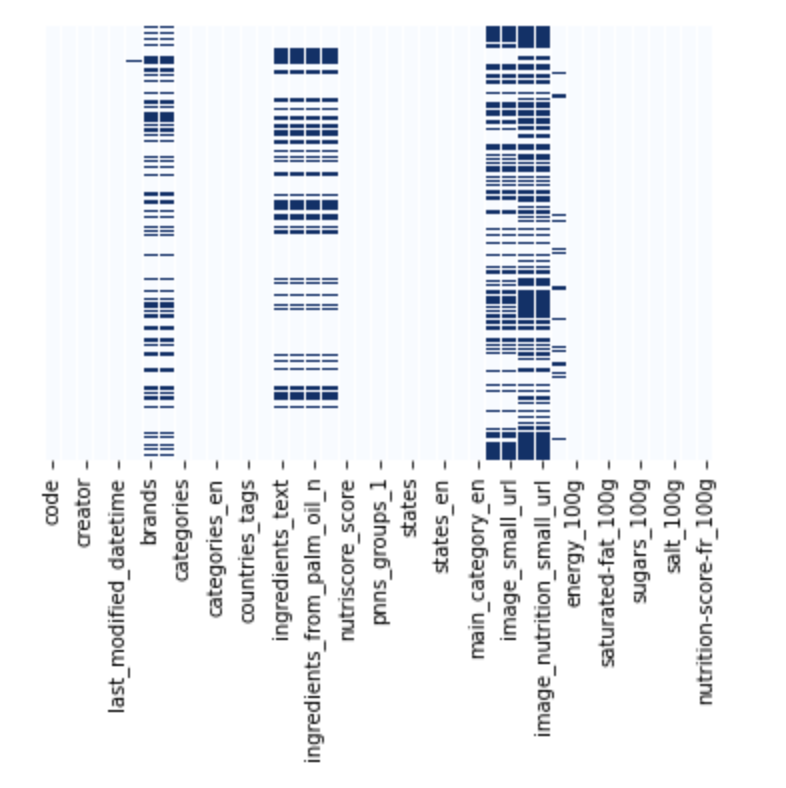 code
creator
last_modified_datetime
brands
categories
categories_en
countries_tags
ingredients_text
ingredients_from_palm_oil_n
nutriscore_score
pnns_groups_1
states
states_en
main_category_en
image_small_url
image_nutrition_small_url
energy_100g
saturated-fat_100g
sugars_100g
salt_100g
nutrition-score-fr_100g